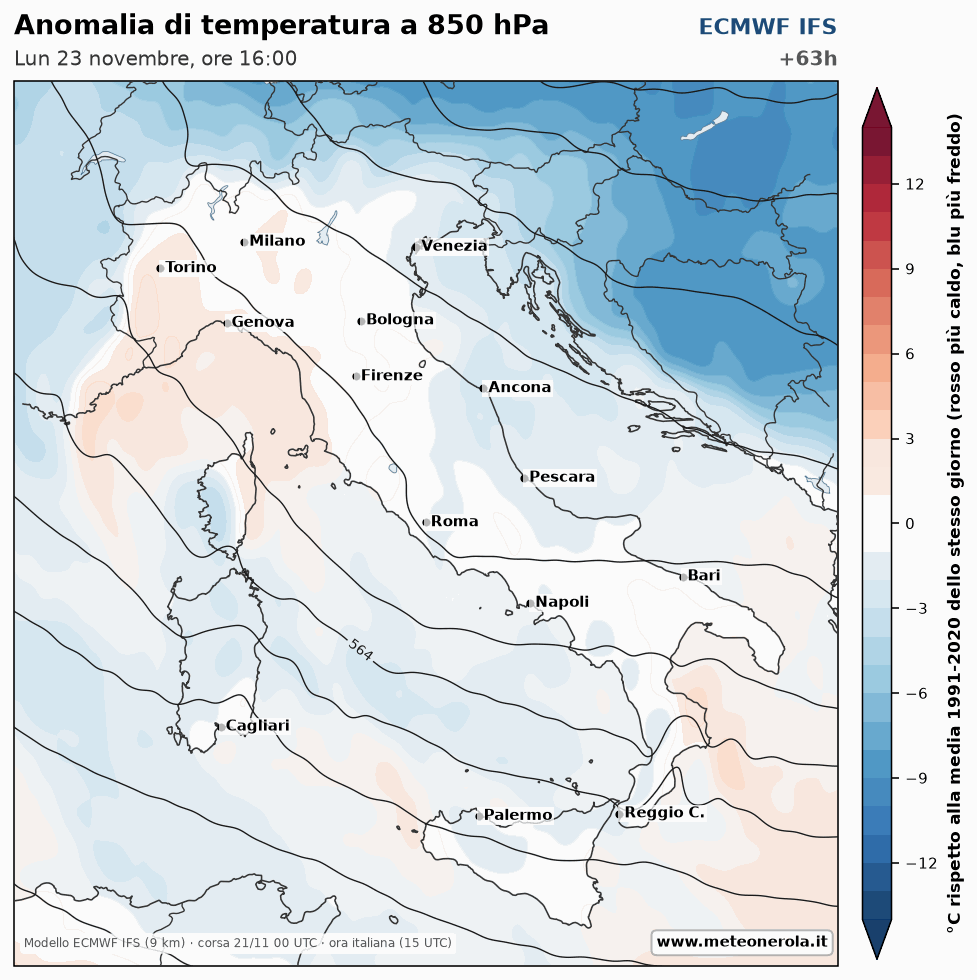 Anomalia di temperatura a 850 hPa
ECMWF IFS
Lun 23 novembre, ore 16:00
+63h
Milano
Venezia
Torino
Genova
Bologna
Firenze
Ancona
Pescara
Roma
Bari
Napoli
564
Cagliari
Palermo
Reggio C.
12
9
6
3
0
−3
−6
−9
−12
°C rispetto alla media 1991-2020 dello stesso giorno (rosso più caldo, blu più freddo)
Modello ECMWF IFS (9 km) · corsa 21/11 00 UTC · ora italiana (15 UTC)
www.meteonerola.it